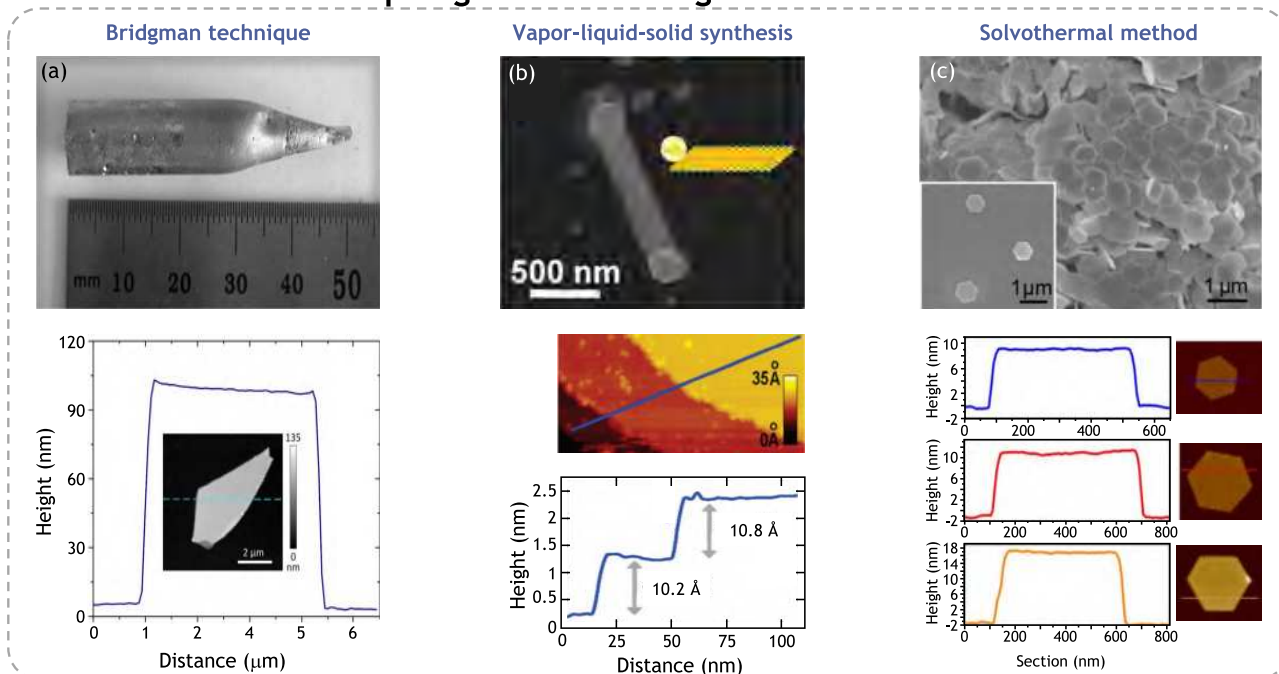 Bridgman technique
(a)
mm 10 20 30 40 50
120
90
60
30
0
Height (nm)
135
0
nm
2 μm
0 1 2 3 4 5 6
Distance (μm)
Vapor-liquid-solid synthesis
(b)
500 nm
35Å
0Å
2.5
2
1.5
1
0.5
0
Height (nm)
10.8 Å
10.2 Å
0 25 50 75 100
Distance (nm)
Solvothermal method
(c)
1μm
1 μm
Height (nm)
10
6
2
-2
0 200 400 600
Height (nm)
10
6
2
-2
0 200 400 600 800
Height (nm)
18
14
10
6
2
-2
0 200 400 600 800
Section (nm)